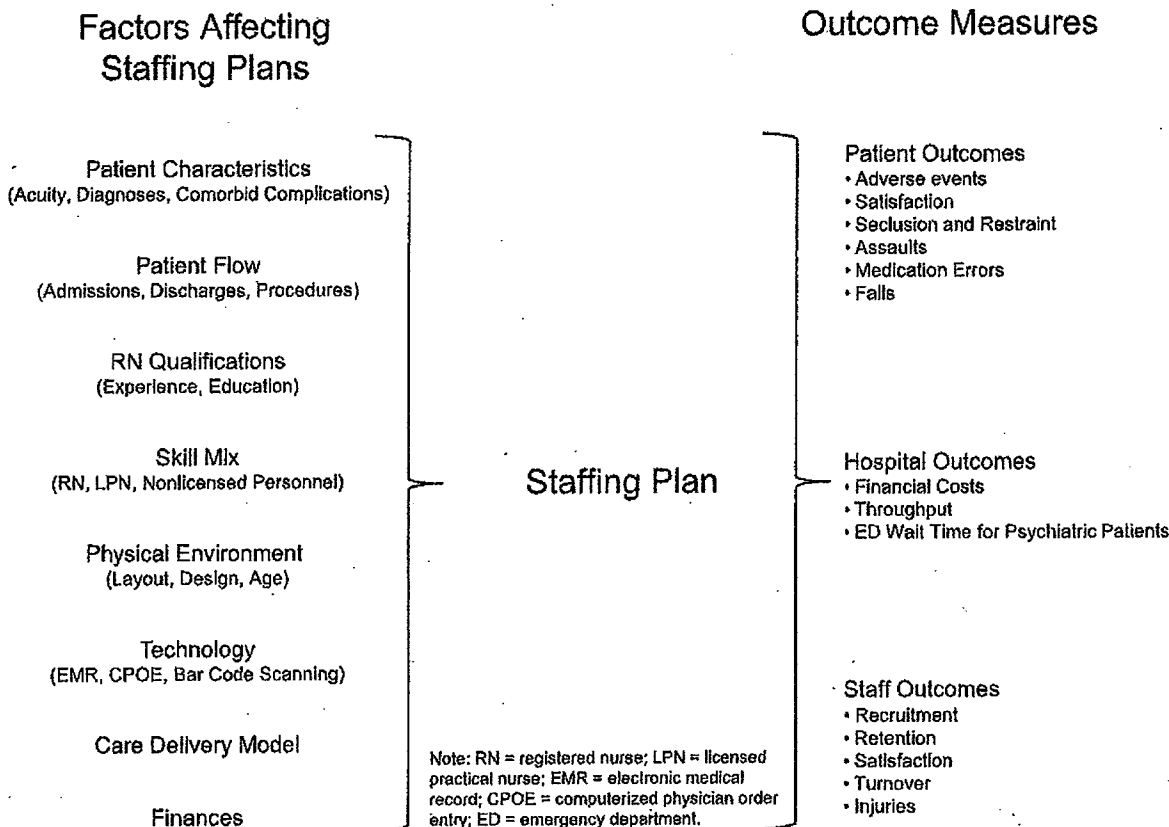 Factors Affecting
Staffing Plans
Patient Characteristics
(Acuity, Diagnoses, Comorbid Complications)
Patient Flow
(Admissions, Discharges, Procedures)
RN Qualifications
(Experience, Education)
Skill Mix
(RN, LPN, Nonlicensed Personnel)
Physical Environment
(Layout, Design, Age)
Technology
(EMR, CPOE, Bar Code Scanning)
Care Delivery Model
Finances
Staffing Plan
Note: RN = registered nurse; LPN = licensed
practical nurse; EMR = electronic medical
record; CPOE = computerized physician order
entry; ED = emergency department.
Outcome Measures
Patient Outcomes
• Adverse events
• Satisfaction
• Seclusion and Restraint
• Assaults
• Medication Errors
• Falls
Hospital Outcomes
• Financial Costs
• Throughput
• ED Wait Time for Psychiatric Patients
Staff Outcomes
• Recruitment
• Retention
• Satisfaction
• Turnover
• Injuries